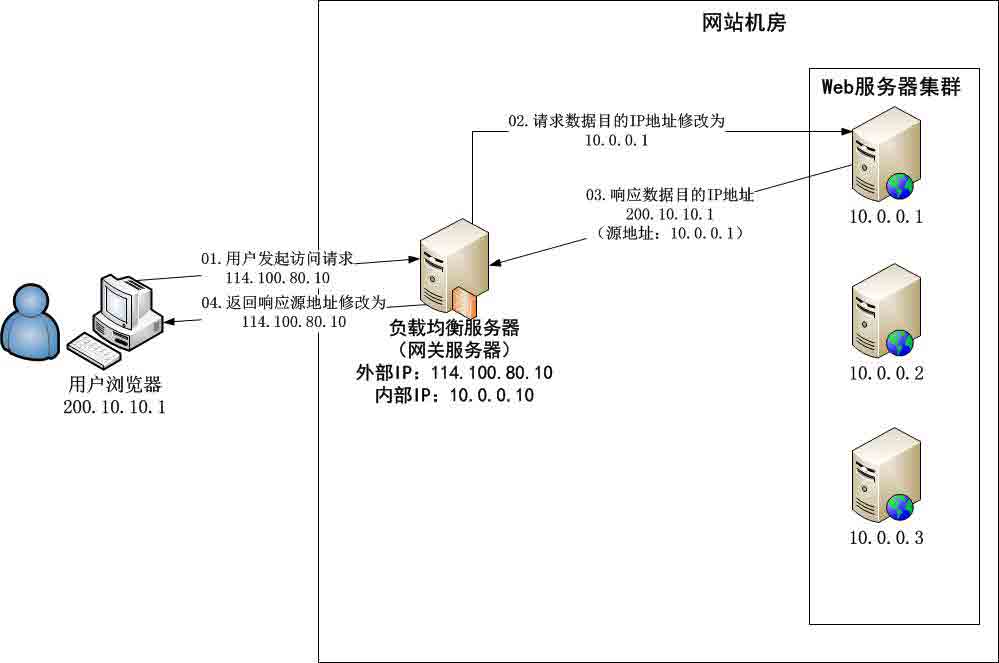 网站机房
Web服务器集群
02.请求数据目的IP地址修改为
10.0.0.1
03.响应数据目的IP地址
200.10.10.1
（源地址：10.0.0.1）
10.0.0.1
01.用户发起访问请求
114.100.80.10
04.返回响应源地址修改为
114.100.80.10
负载均衡服务器
（网关服务器）
外部IP：114.100.80.10
内部IP：10.0.0.10
用户浏览器
200.10.10.1
10.0.0.2
10.0.0.3